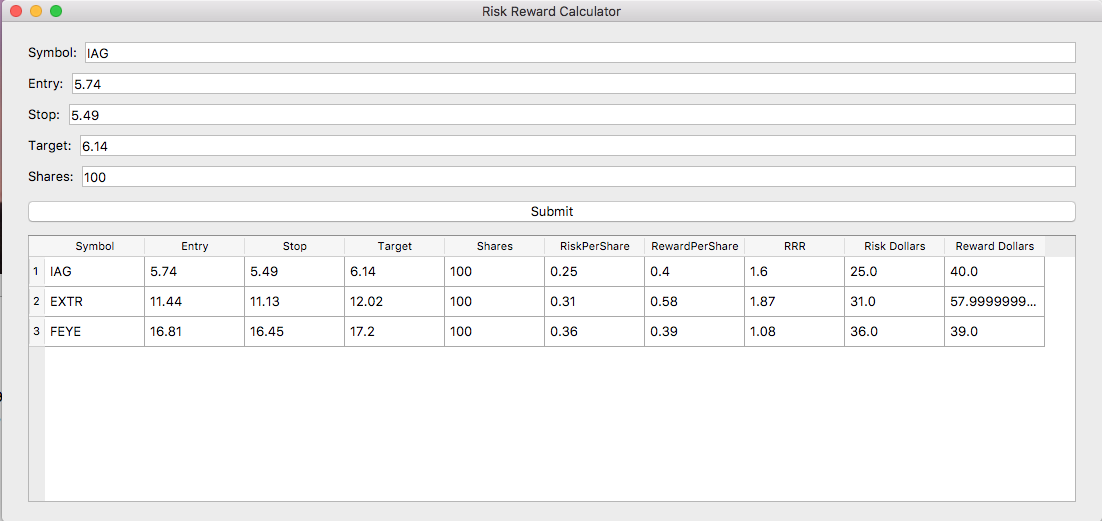 Risk Reward Calculator
Symbol: IAG
Entry: 5.74
Stop: 5.49
Target: 6.14
Shares: 100
Submit
Symbol Entry Stop Target Shares RiskPerShare RewardPerShare RRR Risk Dollars Reward Dollars
1 IAG 5.74 5.49 6.14 100 0.25 0.4 1.6 25.0 40.0
2 EXTR 11.44 11.13 12.02 100 0.31 0.58 1.87 31.0 57.9999999...
3 FEYE 16.81 16.45 17.2 100 0.36 0.39 1.08 36.0 39.0